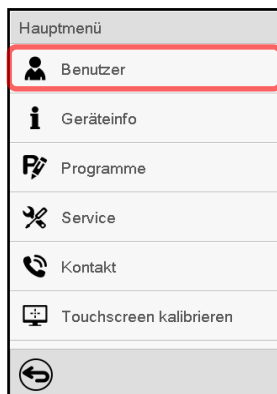 Hauptmenü
Benutzer
Geräteinfo
Programme
Service
Kontakt
Touchscreen kalibrieren